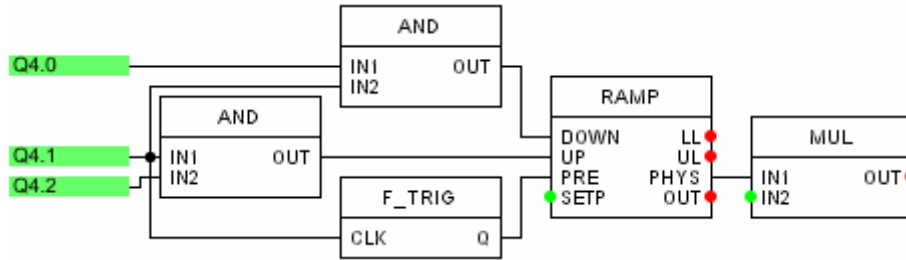 AND
Q4.0
IN1 OUT
IN2
RAMP
AND
DOWN LL
MUL
Q4.1
IN1 OUT
UP UL
Q4.2
IN2
PRE PHYS
IN1 OUT
F_TRIG
SETP OUT
IN2
CLK Q